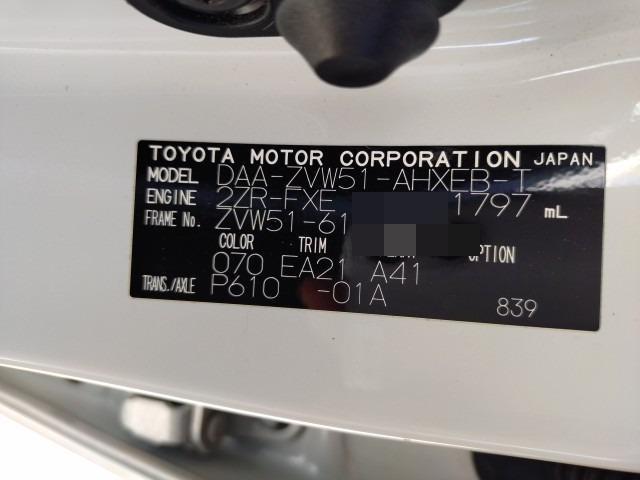 TOYOTA MOTOR CORPORATION JAPAN
MODEL DAA-ZVW51-AHXEB-T
ENGINE 2ZR-FXE 1797 mL
FRAME No. ZVW51-61
COLOR TRIM OPTION
070 EA21 A41
TRANS./AXLE P610 -01A
839